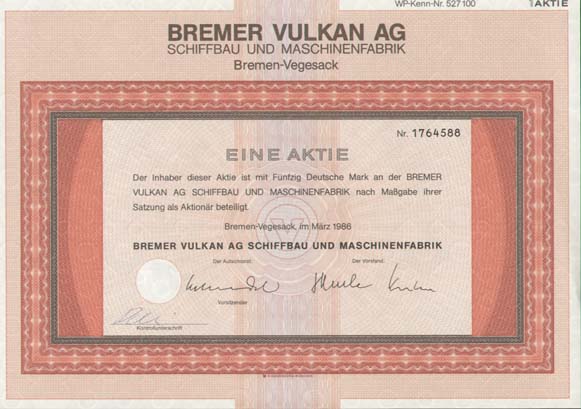 WP-Kenn-Nr. 527100 1 AKTIE
BREMER VULKAN AG
SCHIFFBAU UND MASCHINENFABRIK
Bremen-Vegesack
Nr. 1764588
EINE AKTIE
Der Inhaber dieser Aktie ist mit Fünfzig Deutsche Mark an der BREMER
VULKAN AG SCHIFFBAU UND MASCHINENFABRIK nach Maßgabe ihrer
Satzung als Aktionär beteiligt.
Bremen-Vegesack, im März 1986
BREMER VULKAN AG SCHIFFBAU UND MASCHINENFABRIK
Der Aufsichtsrat: Der Vorstand:
Vorsitzender
Kontrollunterschrift